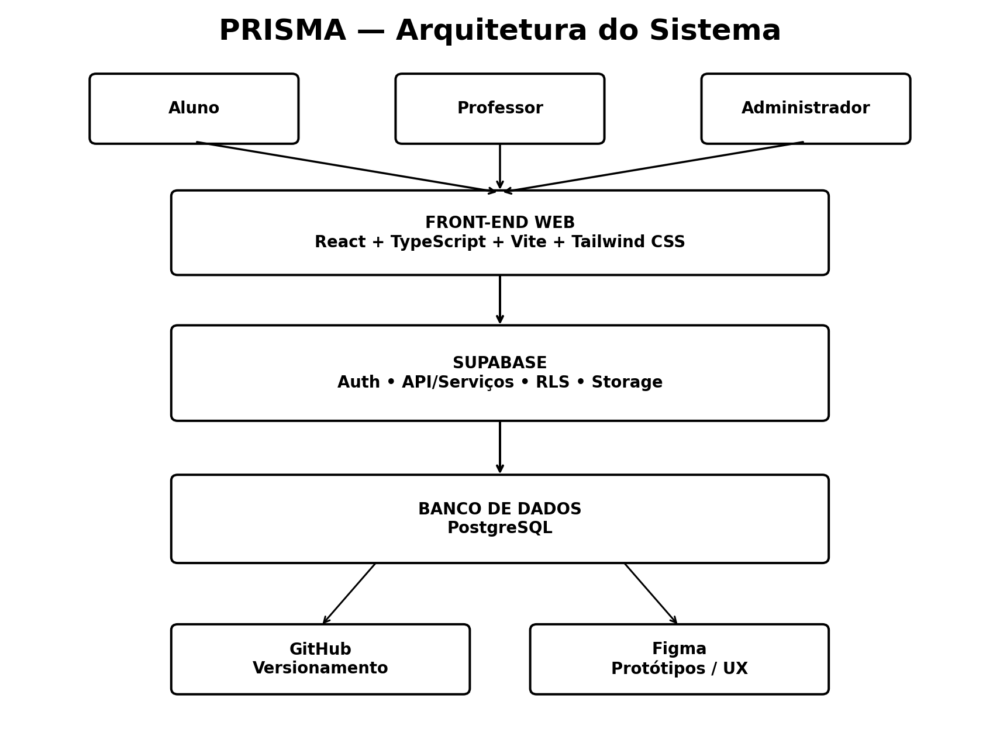 PRISMA — Arquitetura do Sistema
Aluno
Professor
Administrador
FRONT-END WEB
React + TypeScript + Vite + Tailwind CSS
SUPABASE
Auth • API/Serviços • RLS • Storage
BANCO DE DADOS
PostgreSQL
GitHub
Versionamento
Figma
Protótipos / UX